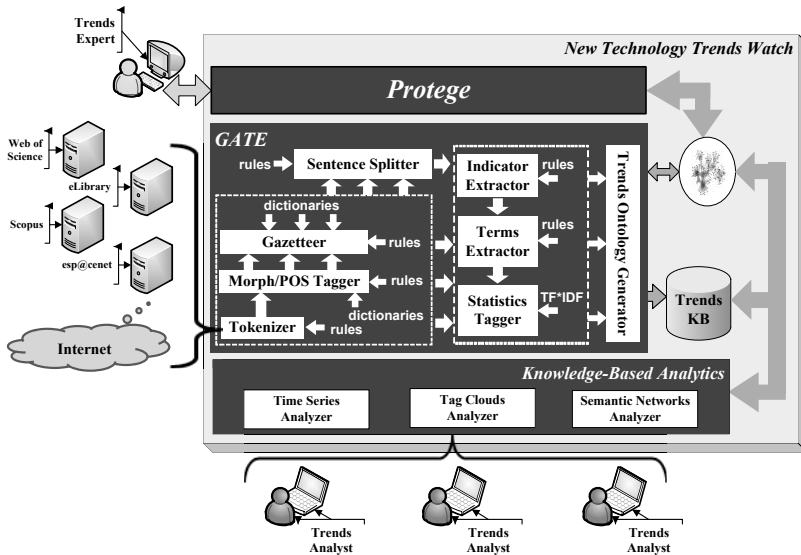 Trends
Expert
New Technology Trends Watch
Protege
Web of
Science
eLibrary
Scopus
esp@cenet
Internet
GATE
rules
Sentence Splitter
dictionaries
Gazetteer
rules
Morph/POS Tagger
rules
dictionaries
Tokenizer
rules
Indicator
Extractor
rules
Terms
Extractor
rules
Statistics
Tagger
TF*IDF
Trends Ontology Generator
Trends
KB
Knowledge-Based Analytics
Time Series
Analyzer
Tag Clouds
Analyzer
Semantic Networks
Analyzer
Trends
Analyst
Trends
Analyst
Trends
Analyst